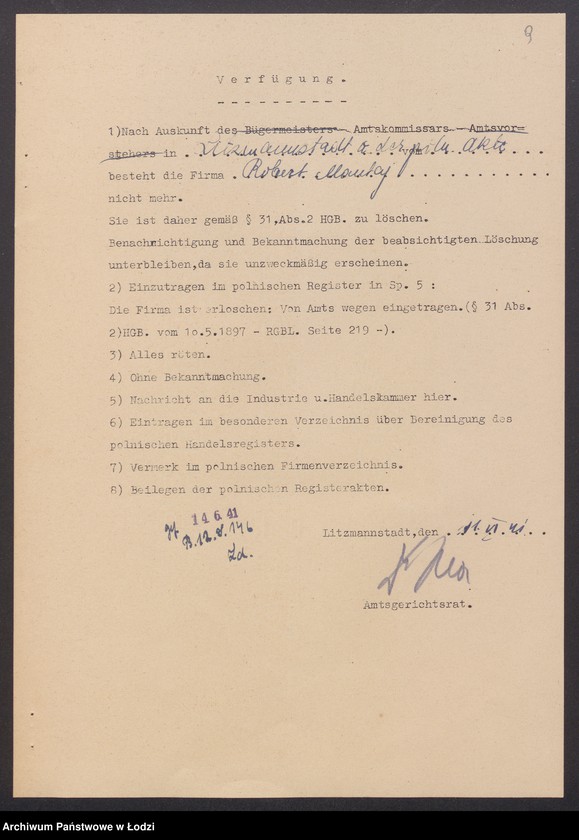 9
Verfügung.
----------
1)Nach Auskunft des Bügermeisters Amtskommissars - Amtsvor=
stehers in . Litzmannstadt
besteht die Firma . Robert Mantaj . . . . . . . . . . .
nicht mehr.
Sie ist daher gemäß § 31,Abs.2 HGB. zu löschen.
Benachrichtigung und Bekanntmachung der beabsichtigten Löschung
unterbleiben,da sie unzweckmäßig erscheinen.
2) Einzutragen im polnischen Register in Sp. 5 :
Die Firma ist erloschen: Von Amts wegen eingetragen.(§ 31 Abs.
2)HGB. vom 1o.5.1897 - RGBL. Seite 219 -).
3) Alles röten.
4) Ohne Bekanntmachung.
5) Nachricht an die Industrie u.Handelskammer hier.
6) Eintragen im besonderen Verzeichnis über Bereinigung des
polnischen Handelsregisters.
7) Vermerk im polnischen Firmenverzeichnis.
8) Beilegen der polnischen Registerakten.
14 6. 41
Litzmannstadt,den . 11. VI. 41 . .
Amtsgerichtsrat.
Archiwum Państwowe w Łodzi